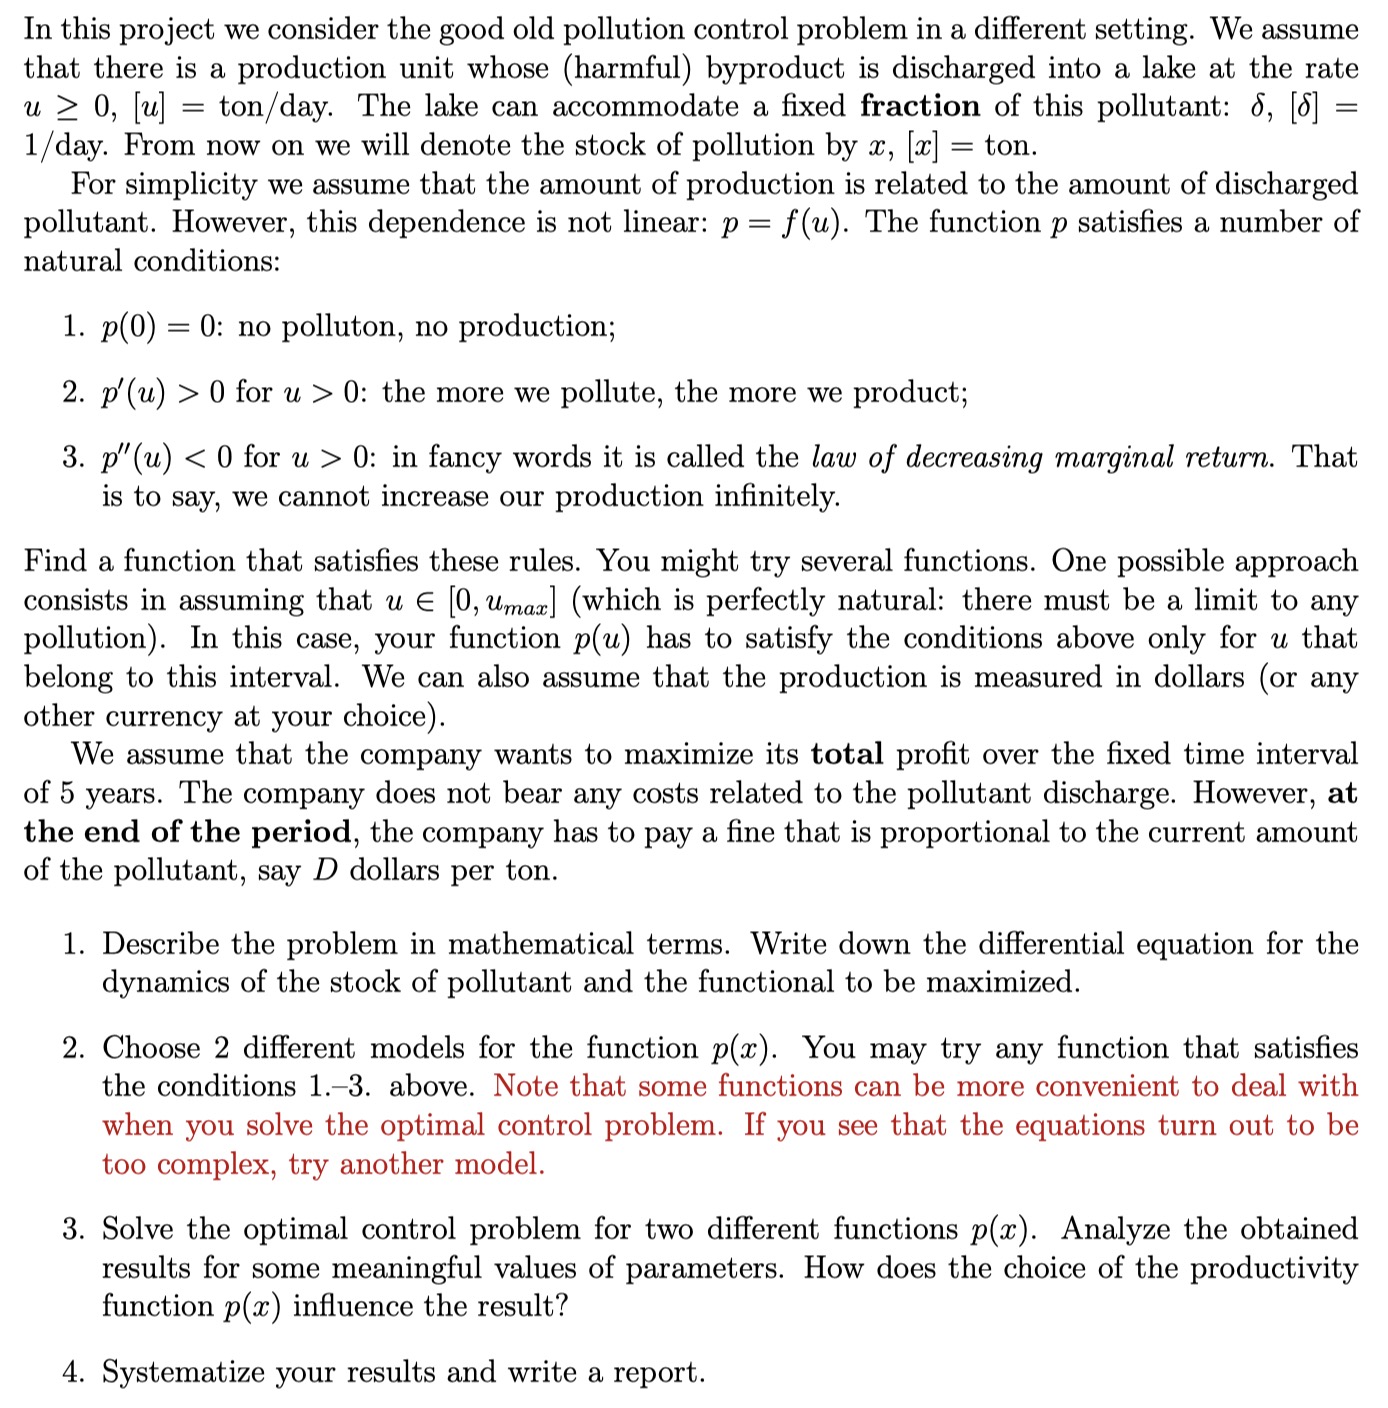 In this project we consider the good old pollution control problem in a different setting. We assume
that there is a production unit whose (harmful) byproduct is discharged into a lake at the rate
u ≥ 0, [u] = ton/day. The lake can accommodate a fixed fraction of this pollutant: δ, [δ] =
1/day. From now on we will denote the stock of pollution by x, [x] = ton.
For simplicity we assume that the amount of production is related to the amount of discharged
pollutant. However, this dependence is not linear: p = f(u). The function p satisfies a number of
natural conditions:
1. p(0) = 0: no polluton, no production;
2. p′(u) > 0 for u > 0: the more we pollute, the more we product;
3. p″(u) < 0 for u > 0: in fancy words it is called the law of decreasing marginal return. That
is to say, we cannot increase our production infinitely.
Find a function that satisfies these rules. You might try several functions. One possible approach
consists in assuming that u ∈ [0, u_max] (which is perfectly natural: there must be a limit to any
pollution). In this case, your function p(u) has to satisfy the conditions above only for u that
belong to this interval. We can also assume that the production is measured in dollars (or any
other currency at your choice).
We assume that the company wants to maximize its total profit over the fixed time interval
of 5 years. The company does not bear any costs related to the pollutant discharge. However, at
the end of the period, the company has to pay a fine that is proportional to the current amount
of the pollutant, say D dollars per ton.
1. Describe the problem in mathematical terms. Write down the differential equation for the
dynamics of the stock of pollutant and the functional to be maximized.
2. Choose 2 different models for the function p(x). You may try any function that satisfies
the conditions 1.–3. above. Note that some functions can be more convenient to deal with
when you solve the optimal control problem. If you see that the equations turn out to be
too complex, try another model.
3. Solve the optimal control problem for two different functions p(x). Analyze the obtained
results for some meaningful values of parameters. How does the choice of the productivity
function p(x) influence the result?
4. Systematize your results and write a report.